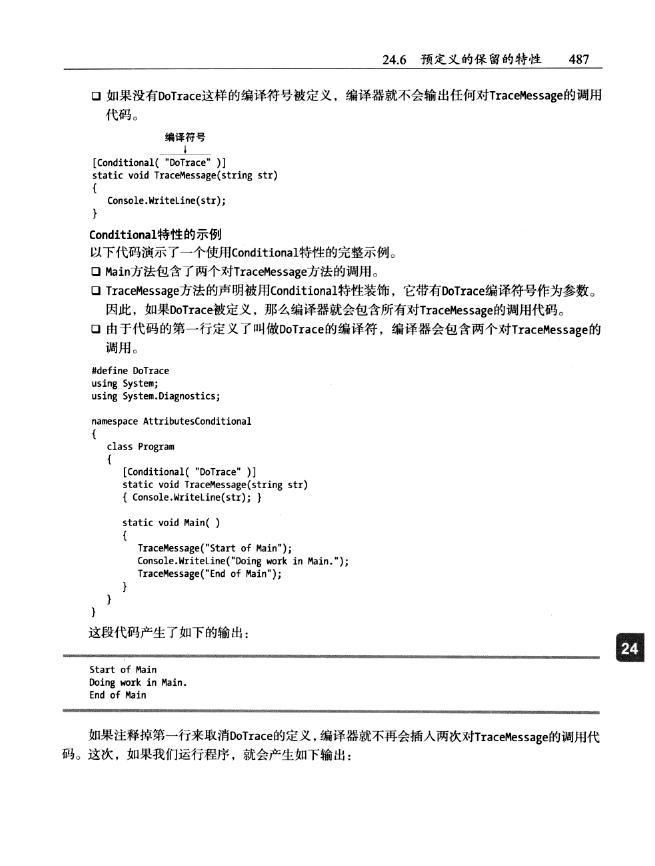 24.6 预定义的保留的特性 487
□ 如果没有DoTrace这样的编译符号被定义，编译器就不会输出任何对TraceMessage的调用
代码。
编译符号
↓
[Conditional( "DoTrace" )]
static void TraceMessage(string str)
{
Console.WriteLine(str);
}
Conditional特性的示例
以下代码演示了一个使用Conditional特性的完整示例。
□ Main方法包含了两个对TraceMessage方法的调用。
□ TraceMessage方法的声明被用Conditional特性装饰，它带有DoTrace编译符号作为参数。
因此，如果DoTrace被定义，那么编译器就会包含所有对TraceMessage的调用代码。
□ 由于代码的第一行定义了叫做DoTrace的编译符，编译器会包含两个对TraceMessage的
调用。
#define DoTrace
using System;
using System.Diagnostics;
namespace AttributesConditional
{
class Program
{
[Conditional( "DoTrace" )]
static void TraceMessage(string str)
{ Console.WriteLine(str); }
static void Main( )
{
TraceMessage("Start of Main");
Console.WriteLine("Doing work in Main.");
TraceMessage("End of Main");
}
}
}
这段代码产生了如下的输出：
24
Start of Main
Doing work in Main.
End of Main
如果注释掉第一行来取消DoTrace的定义，编译器就不再会插入两次对TraceMessage的调用代
码。这次，如果我们运行程序，就会产生如下输出：